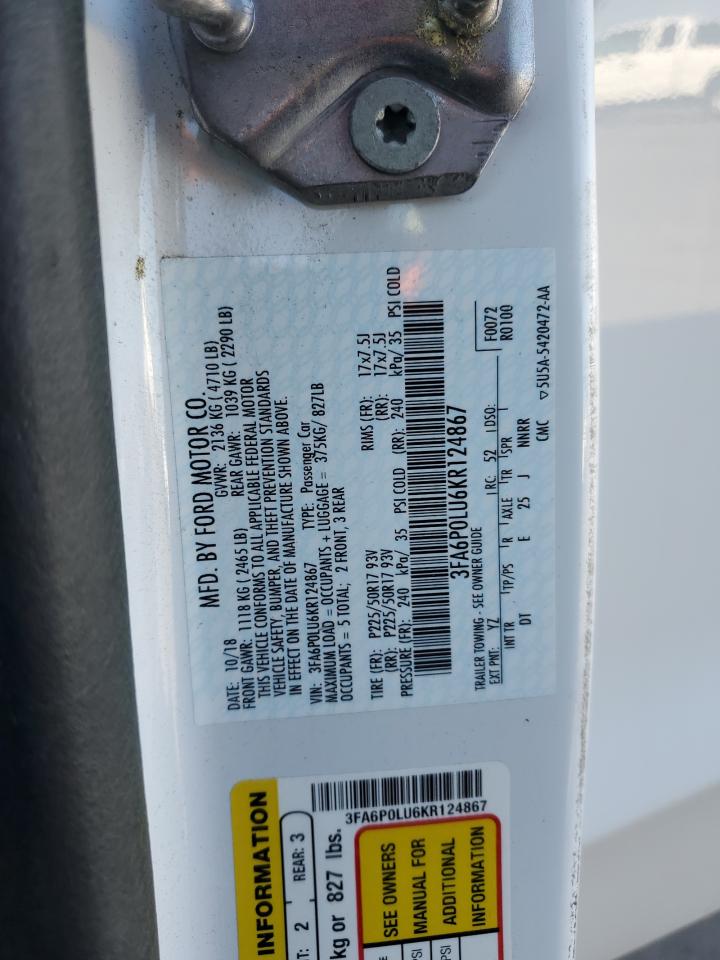 MFD. BY FORD MOTOR CO.
DATE: 10/18 GVWR: 2136 KG ( 4710 LB)
FRONT GAWR: 1118 KG ( 2465 LB) REAR GAWR: 1039 KG ( 2290 LB)
THIS VEHICLE CONFORMS TO ALL APPLICABLE FEDERAL MOTOR
VEHICLE SAFETY, BUMPER, AND THEFT PREVENTION STANDARDS
IN EFFECT ON THE DATE OF MANUFACTURE SHOWN ABOVE.
VIN: 3FA6P0LU6KR124867 TYPE: Passenger Car
MAXIMUM LOAD = OCCUPANTS + LUGGAGE = 375KG/ 827LB
OCCUPANTS = 5 TOTAL; 2 FRONT, 3 REAR
TIRE (FR): P225/50R17 93V RIMS (FR): 17x7.5J
(RR): P225/50R17 93V (RR): 17x7.5J
PRESSURE (FR): 240 kPa/ 35 PSI COLD (RR): 240 kPa/ 35 PSI COLD
3FA6P0LU6KR124867
TRAILER TOWING - SEE OWNER GUIDE
EXT PNT: YZ RC: 52 DSO: F0072
INT TR TP/PS R AXLE TR SPR R0100
DT E 25 J NNRR
CMC ▽5U5A-5420472-AA
INFORMATION
T: 2 REAR: 3
kg or 827 lbs.
3FA6P0LU6KR124867
SEE OWNERS
MANUAL FOR
ADDITIONAL
INFORMATION
PSI
PSI